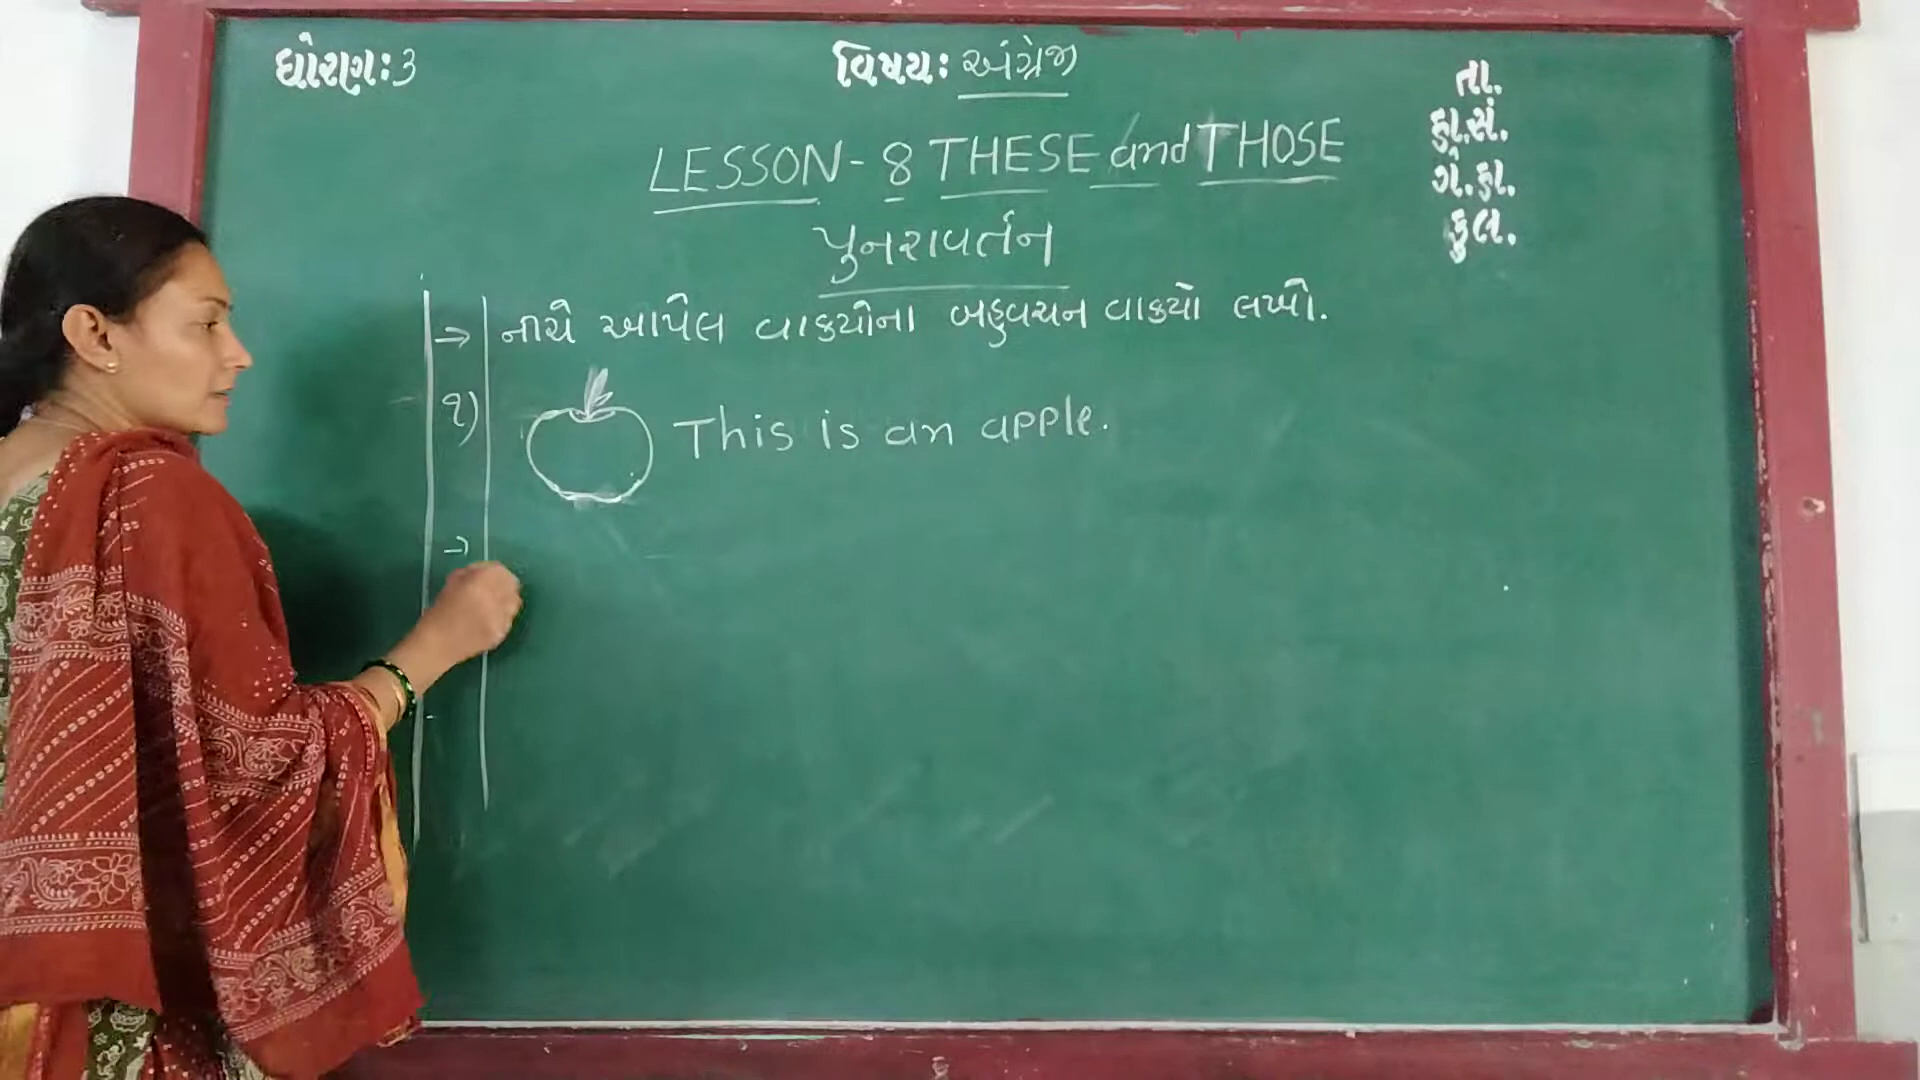 ધોરણ: 3
વિષય: અંગ્રેજી
તા.
હા.સં.
ગે.હા.
કુલ.
LESSON - 8 THESE and THOSE
પુનરાવર્તન
→ નીચે આપેલ વાક્યોના બહુવચન વાક્યો લખો.
૧) This is an apple.
→